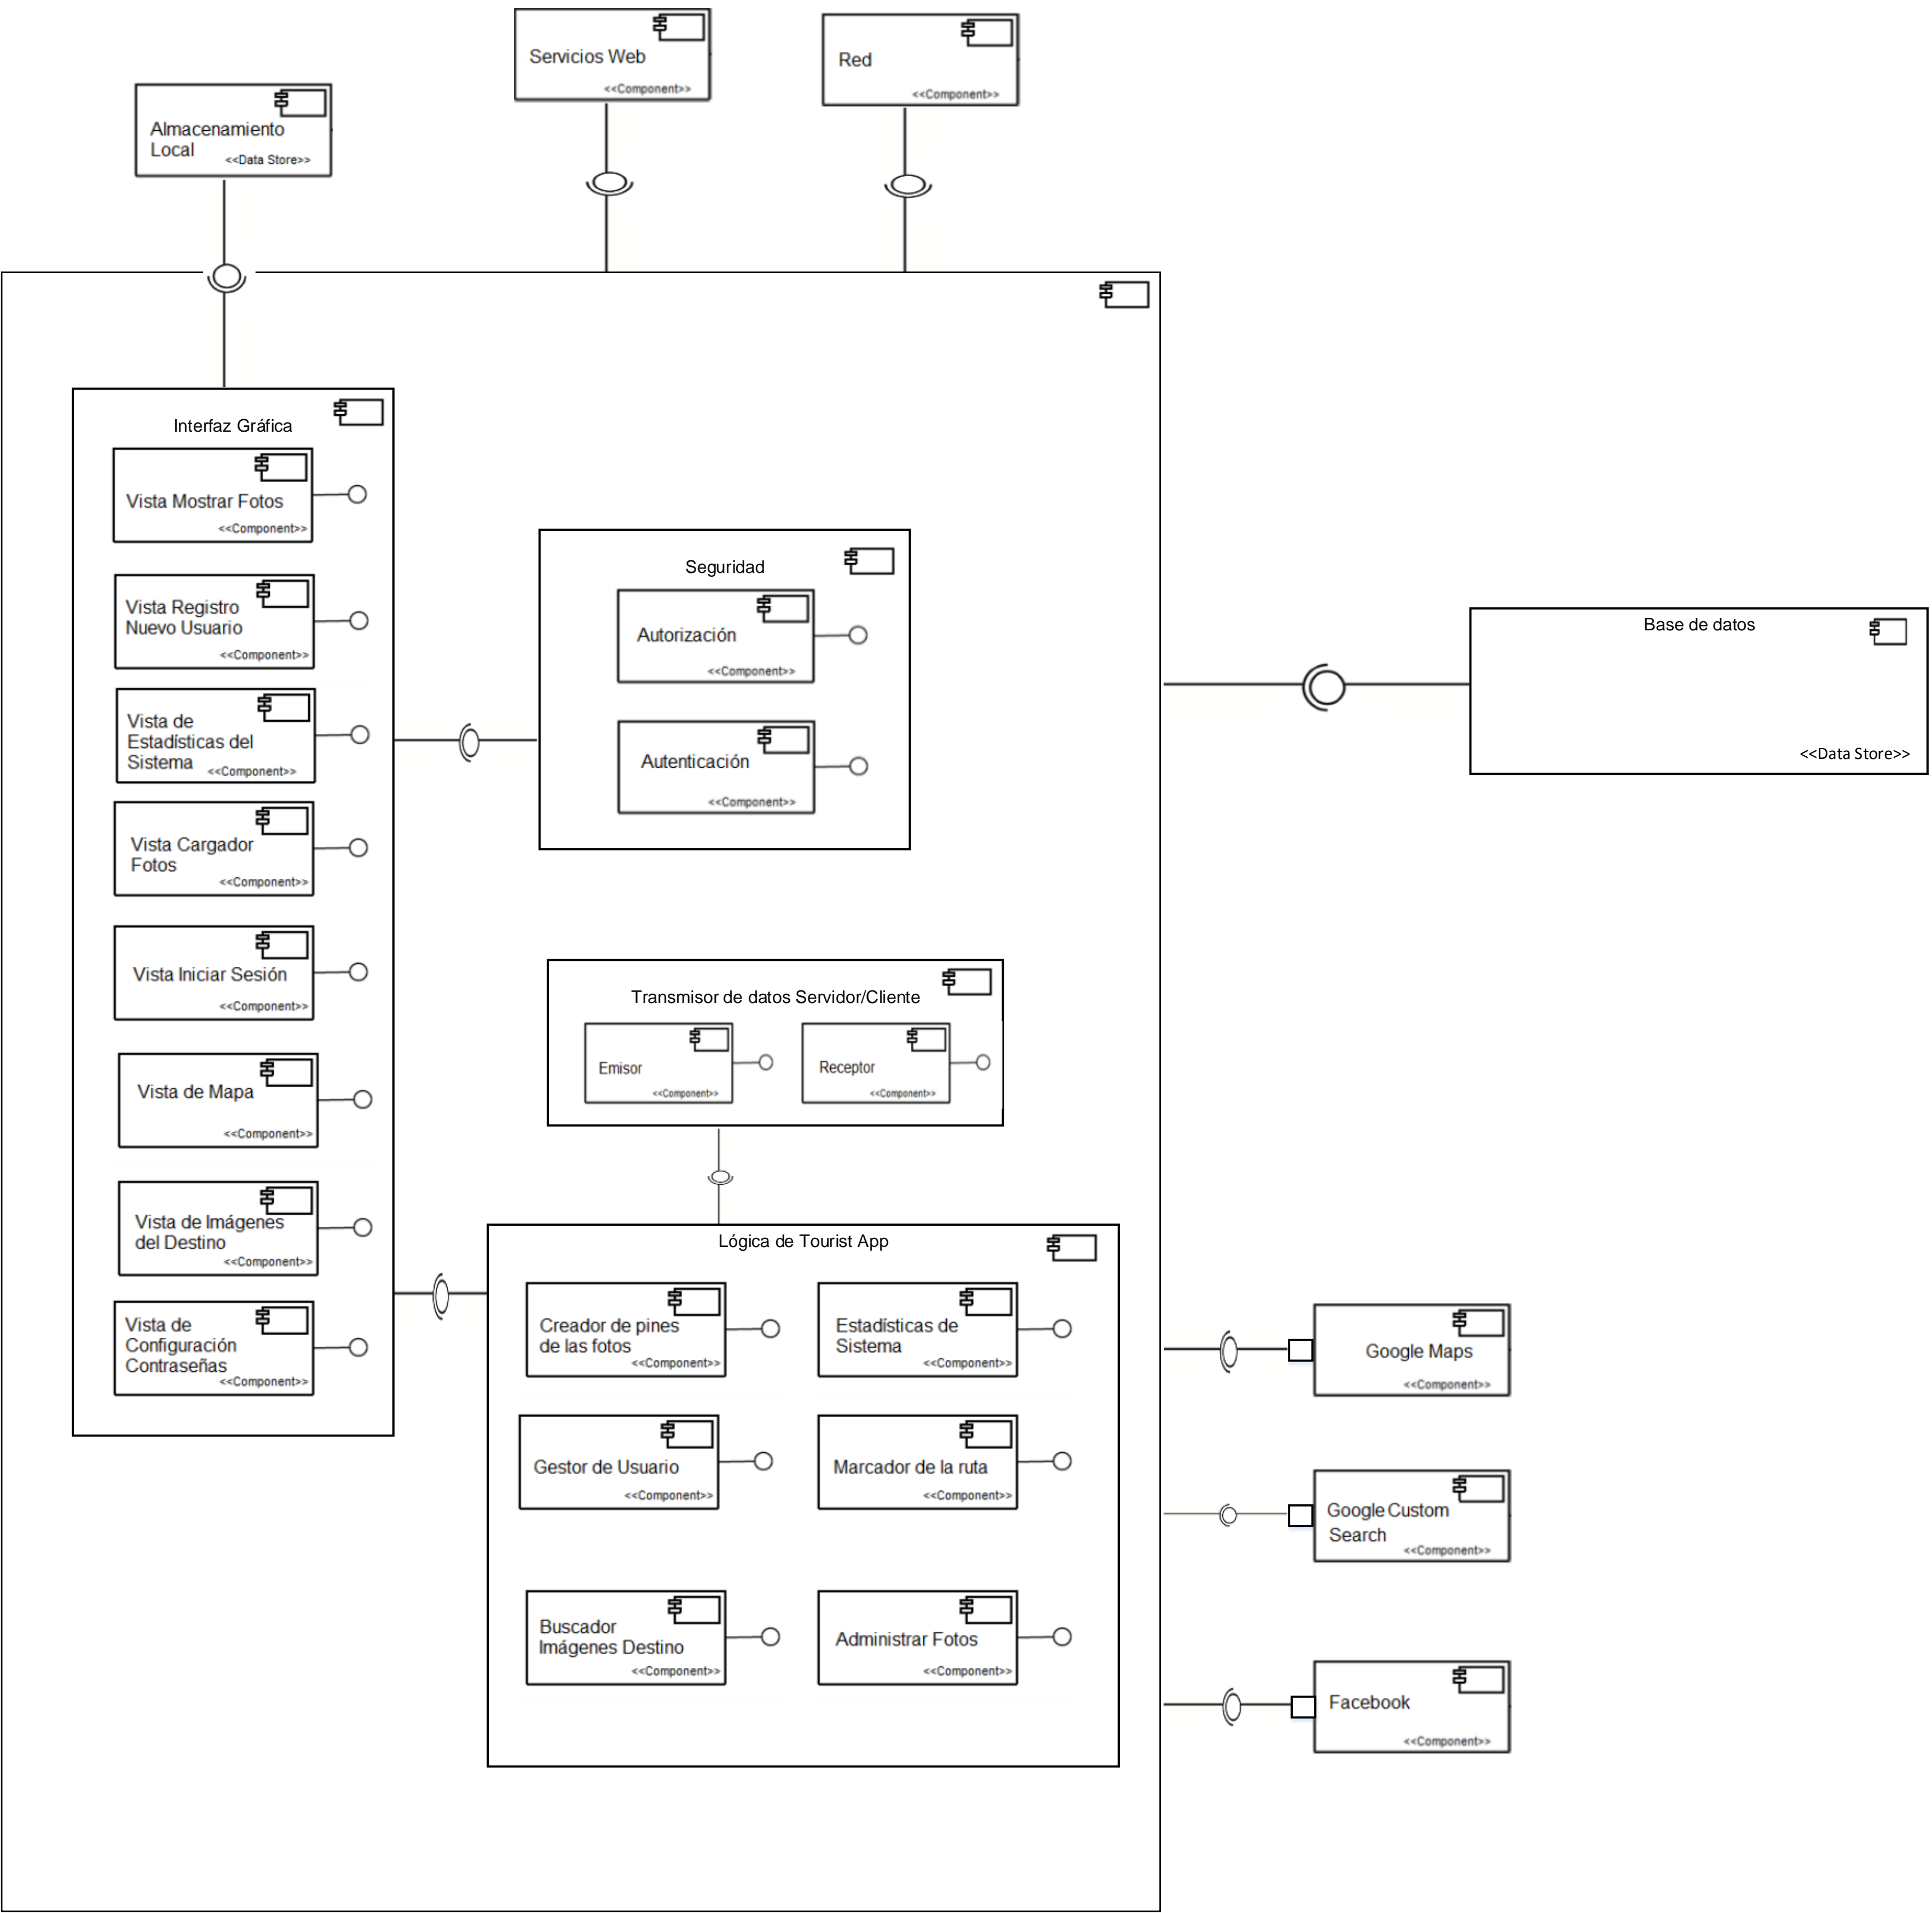 Servicios Web
<<Component>>
Red
<<Component>>
Almacenamiento
Local
<<Data Store>>
Interfaz Gráfica
Vista Mostrar Fotos
<<Component>>
Vista Registro
Nuevo Usuario
<<Component>>
Vista de
Estadísticas del
Sistema
<<Component>>
Vista Cargador
Fotos
<<Component>>
Vista Iniciar Sesión
<<Component>>
Vista de Mapa
<<Component>>
Vista de Imágenes
del Destino
<<Component>>
Vista de
Configuración
Contraseñas
<<Component>>
Seguridad
Autorización
<<Component>>
Autenticación
<<Component>>
Transmisor de datos Servidor/Cliente
Emisor
<<Component>>
Receptor
<<Component>>
Lógica de Tourist App
Creador de pines
de las fotos
<<Component>>
Estadísticas de
Sistema
<<Component>>
Gestor de Usuario
<<Component>>
Marcador de la ruta
<<Component>>
Buscador
Imágenes Destino
<<Component>>
Administrar Fotos
<<Component>>
Base de datos
<<Data Store>>
Google Maps
<<Component>>
Google Custom
Search
<<Component>>
Facebook
<<Component>>